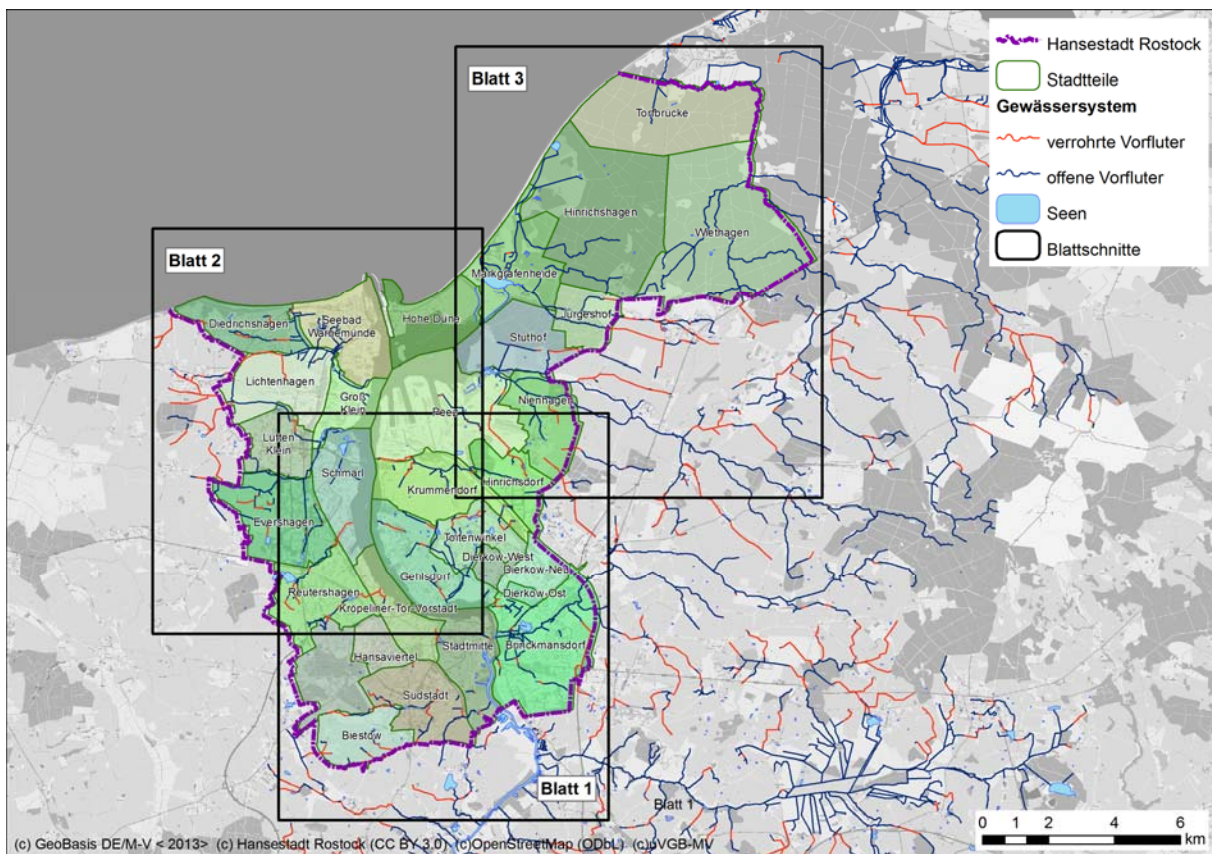 Hansestadt Rostock
Stadtteile
Gewässersystem
verrohrte Vorfluter
offene Vorfluter
Seen
Blattschnitte
Blatt 3
Torfbrücke
Hinrichshagen
Wiethagen
Markgrafenheide
Jürgeshof
Stuthof
Blatt 2
Diedrichshagen
Seebad
Warnemünde
Hohe Düne
Lichtenhagen
Groß
Klein
Peez
Nienhagen
Lütten
Klein
Schmarl
Krummendorf
Hinrichsdorf
Evershagen
Toitenwinkel
Dierkow-West
Dierkow-Neu
Gehlsdorf
Dierkow-Ost
Reutershagen
Kröpeliner-Tor-Vorstadt
Stadtmitte
Brinckmansdorf
Hansaviertel
Südstadt
Biestow
Blatt 1
Blatt 1
0 1 2 4 6
km
(c) GeoBasis DE/M-V < 2013> (c) Hansestadt Rostock (CC BY 3.0) (c)OpenStreetMap (ODbL) (c)uVGB-MV